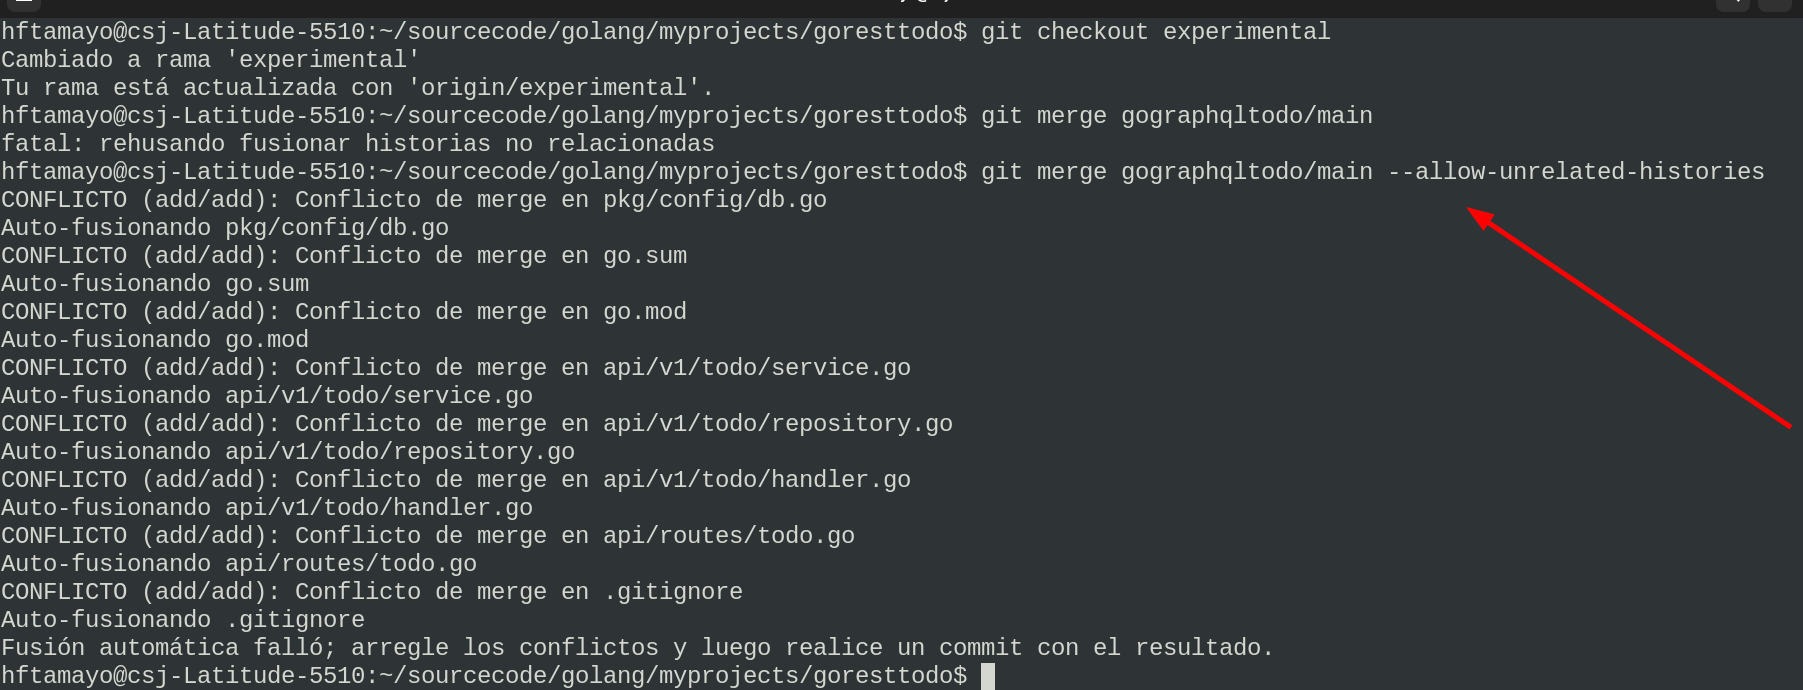 hftamayo@csj-Latitude-5510:~/sourcecode/golang/myprojects/goresttodo$ git checkout experimental
Cambiado a rama 'experimental'
Tu rama está actualizada con 'origin/experimental'.
hftamayo@csj-Latitude-5510:~/sourcecode/golang/myprojects/goresttodo$ git merge gographqltodo/main
fatal: rehusando fusionar historias no relacionadas
hftamayo@csj-Latitude-5510:~/sourcecode/golang/myprojects/goresttodo$ git merge gographqltodo/main --allow-unrelated-histories
CONFLICTO (add/add): Conflicto de merge en pkg/config/db.go
Auto-fusionando pkg/config/db.go
CONFLICTO (add/add): Conflicto de merge en go.sum
Auto-fusionando go.sum
CONFLICTO (add/add): Conflicto de merge en go.mod
Auto-fusionando go.mod
CONFLICTO (add/add): Conflicto de merge en api/v1/todo/service.go
Auto-fusionando api/v1/todo/service.go
CONFLICTO (add/add): Conflicto de merge en api/v1/todo/repository.go
Auto-fusionando api/v1/todo/repository.go
CONFLICTO (add/add): Conflicto de merge en api/v1/todo/handler.go
Auto-fusionando api/v1/todo/handler.go
CONFLICTO (add/add): Conflicto de merge en api/routes/todo.go
Auto-fusionando api/routes/todo.go
CONFLICTO (add/add): Conflicto de merge en .gitignore
Auto-fusionando .gitignore
Fusión automática falló; arregle los conflictos y luego realice un commit con el resultado.
hftamayo@csj-Latitude-5510:~/sourcecode/golang/myprojects/goresttodo$